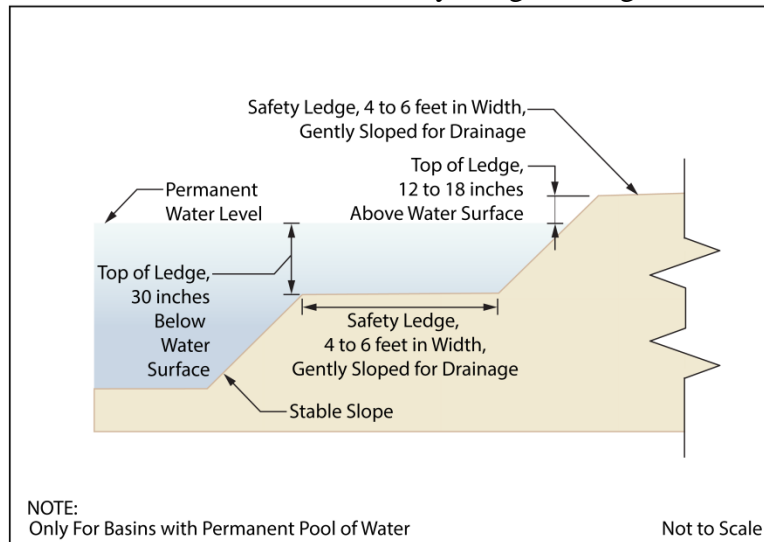 Safety Ledge, 4 to 6 feet in Width,
Gently Sloped for Drainage
Top of Ledge,
12 to 18 inches
Above Water Surface
Permanent
Water Level
Top of Ledge,
30 inches
Below
Water
Surface
Safety Ledge,
4 to 6 feet in Width,
Gently Sloped for Drainage
Stable Slope
NOTE:
Only For Basins with Permanent Pool of Water
Not to Scale